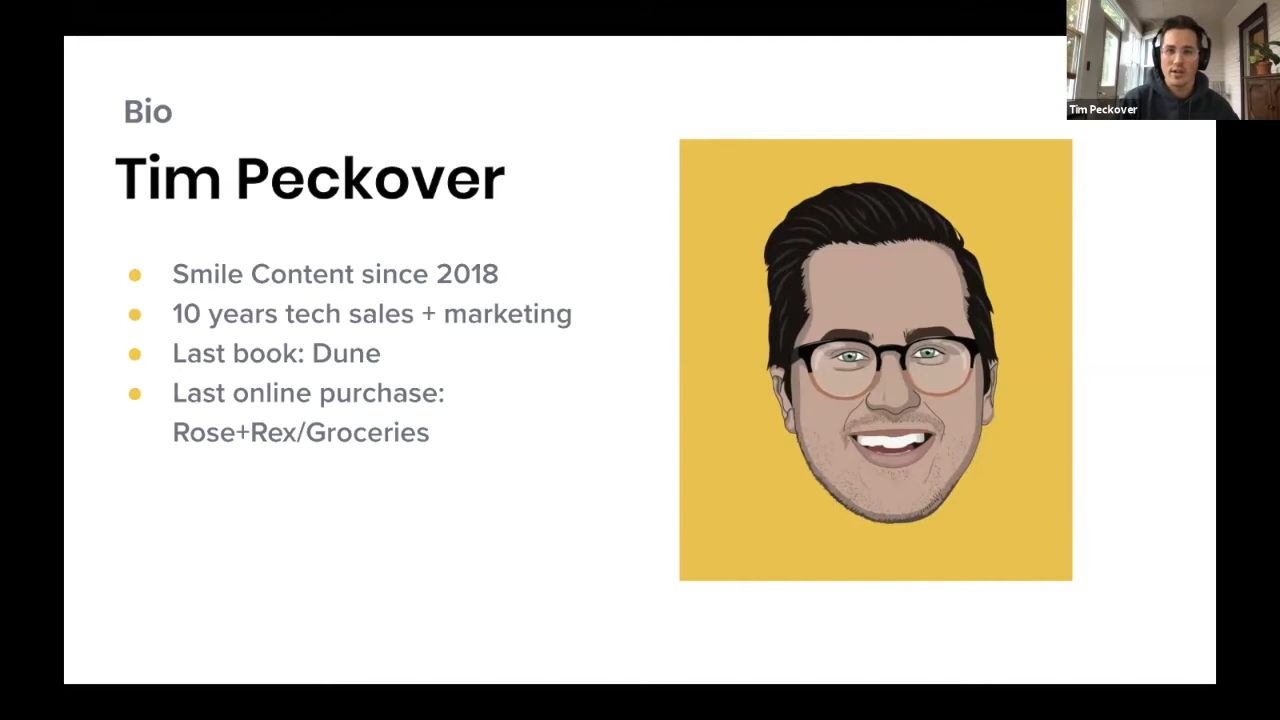 Bio
Tim Peckover
Smile Content since 2018
10 years tech sales + marketing
Last book: Dune
Last online purchase:
Rose+Rex/Groceries
Tim Peckover